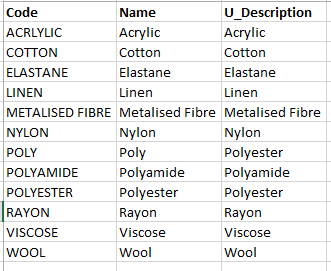 Code Name U_Description
ACRLYLIC Acrylic Acrylic
COTTON Cotton Cotton
ELASTANE Elastane Elastane
LINEN Linen Linen
METALISED FIBRE Metalised Fibre Metalised Fibre
NYLON Nylon Nylon
POLY Poly Polyester
POLYAMIDE Polyamide Polyamide
POLYESTER Polyester Polyester
RAYON Rayon Rayon
VISCOSE Viscose Viscose
WOOL Wool Wool